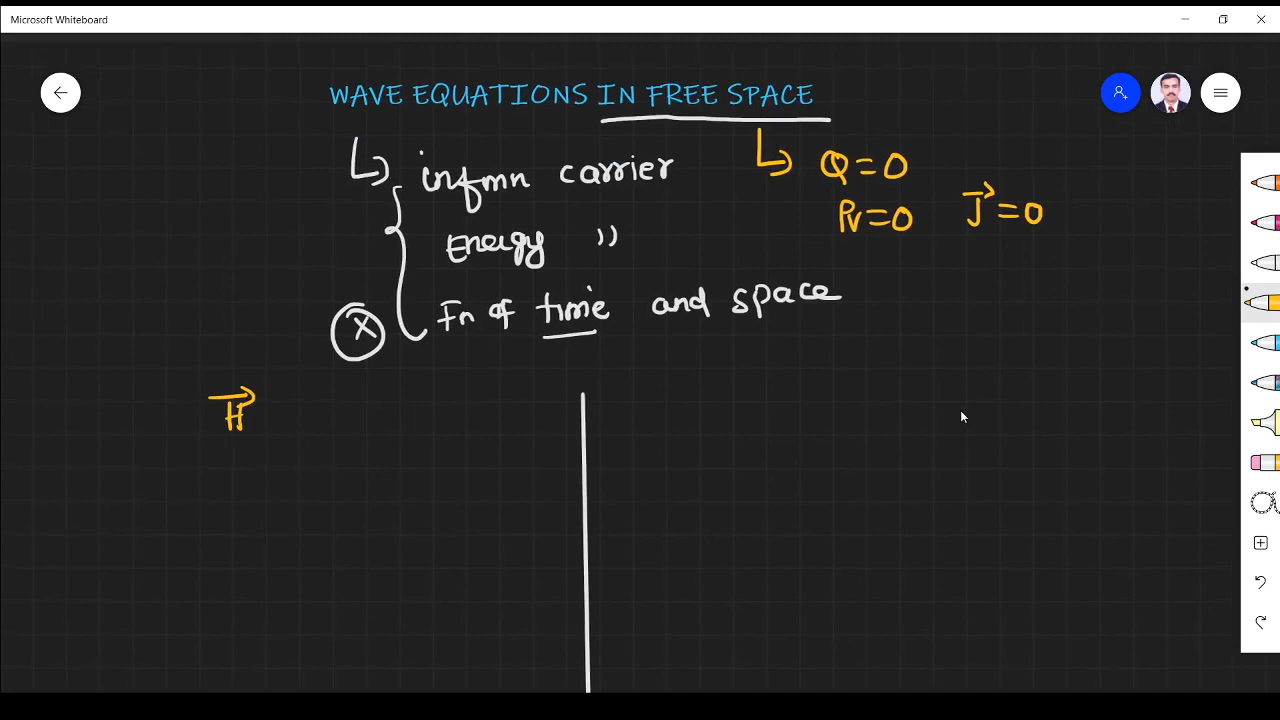 Microsoft Whiteboard
WAVE EQUATIONS IN FREE SPACE
↳ infmn carrier
Energy ”
Fn of time and space
X
↳ Q=0
ρv=0 J⃗=0
H⃗